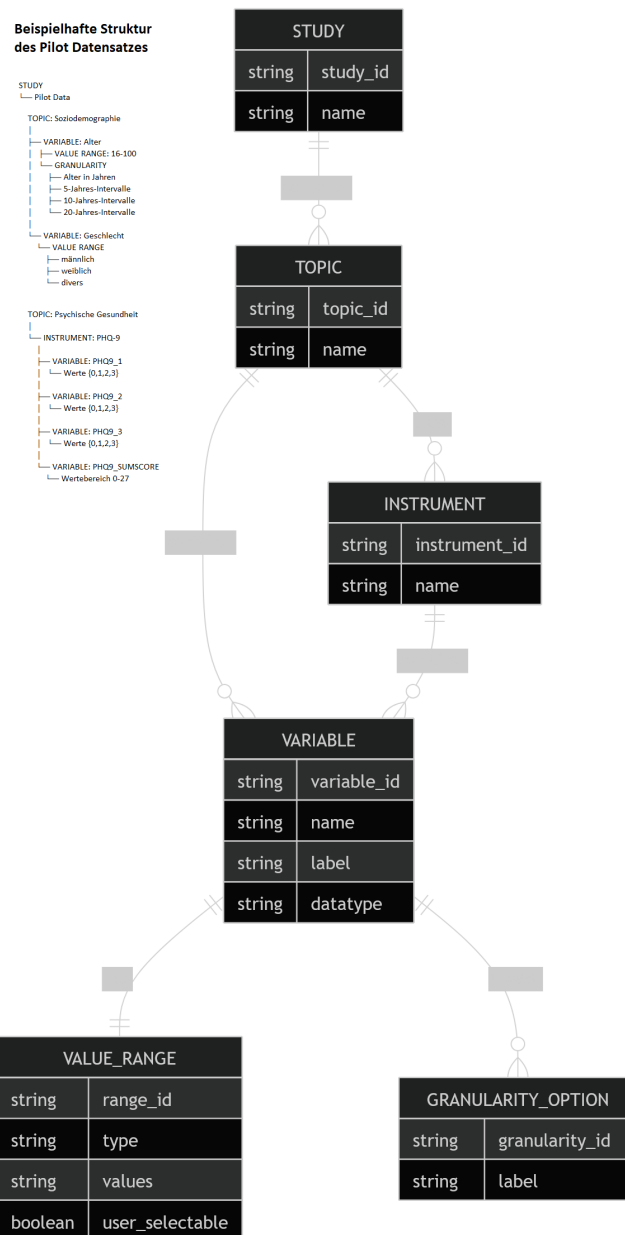 Beispielhafte Struktur
des Pilot Datensatzes
STUDY
Pilot Data
TOPIC: Soziodemographie
VARIABLE: Alter
VALUE RANGE: 16-100
GRANULARITY
Alter in Jahren
5-Jahres-Intervalle
10-Jahres-Intervalle
20-Jahres-Intervalle
VARIABLE: Geschlecht
VALUE RANGE
männlich
weiblich
divers
TOPIC: Psychische Gesundheit
INSTRUMENT: PHQ-9
VARIABLE: PHQ9_1
Werte {0,1,2,3}
VARIABLE: PHQ9_2
Werte {0,1,2,3}
VARIABLE: PHQ9_3
Werte {0,1,2,3}
VARIABLE: PHQ9_SUMSCORE
Wertebereich 0-27
STUDY
string study_id
string name
TOPIC
string topic_id
string name
INSTRUMENT
string instrument_id
string name
VARIABLE
string variable_id
string name
string label
string datatype
VALUE_RANGE
string range_id
string type
string values
boolean user_selectable
GRANULARITY_OPTION
string granularity_id
string label